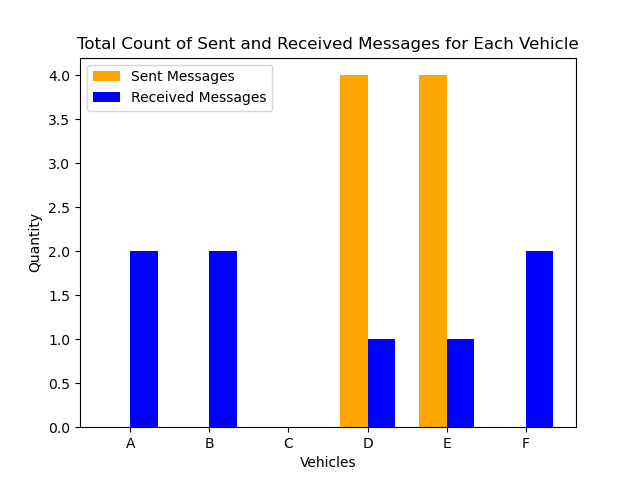 Total Count of Sent and Received Messages for Each Vehicle
Sent Messages
Received Messages
4.0
3.5
3.0
2.5
2.0
1.5
1.0
0.5
0.0
Quantity
A B C D E F
Vehicles